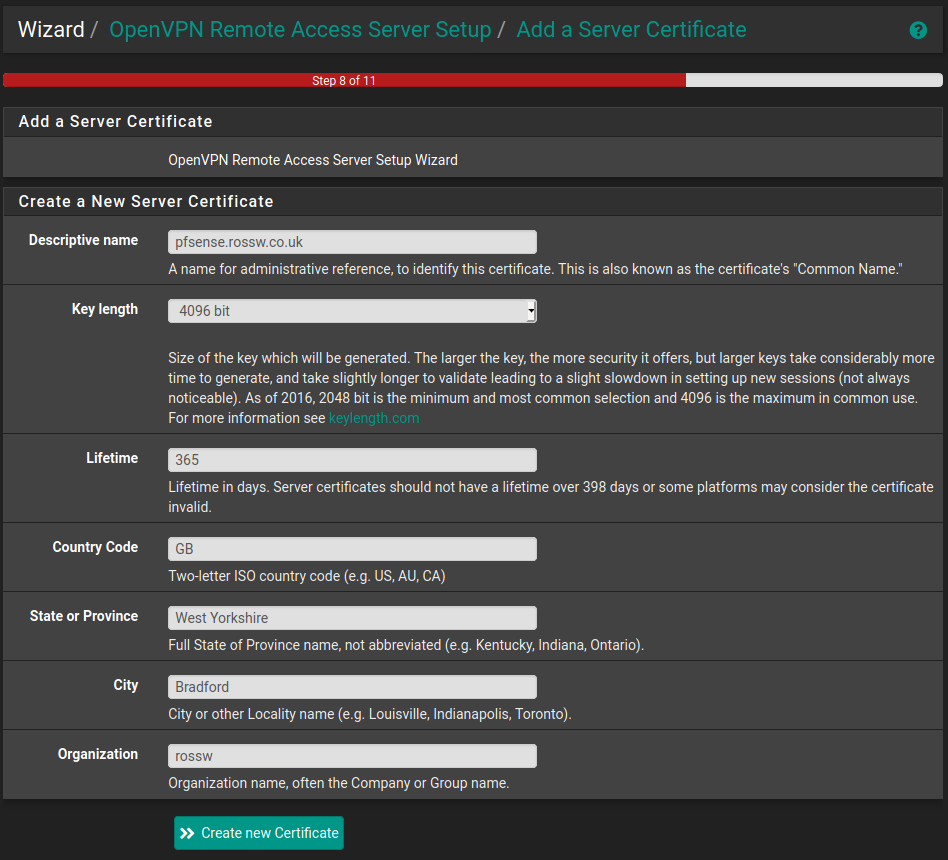 Wizard / OpenVPN Remote Access Server Setup / Add a Server Certificate
?
Step 8 of 11
Add a Server Certificate
OpenVPN Remote Access Server Setup Wizard
Create a New Server Certificate
Descriptive name
pfsense.rossw.co.uk
A name for administrative reference, to identify this certificate. This is also known as the certificate's "Common Name."
Key length
4096 bit
Size of the key which will be generated. The larger the key, the more security it offers, but larger keys take considerably more
time to generate, and take slightly longer to validate leading to a slight slowdown in setting up new sessions (not always
noticeable). As of 2016, 2048 bit is the minimum and most common selection and 4096 is the maximum in common use.
For more information see keylength.com
Lifetime
365
Lifetime in days. Server certificates should not have a lifetime over 398 days or some platforms may consider the certificate
invalid.
Country Code
GB
Two-letter ISO country code (e.g. US, AU, CA)
State or Province
West Yorkshire
Full State of Province name, not abbreviated (e.g. Kentucky, Indiana, Ontario).
City
Bradford
City or other Locality name (e.g. Louisville, Indianapolis, Toronto).
Organization
rossw
Organization name, often the Company or Group name.
Create new Certificate